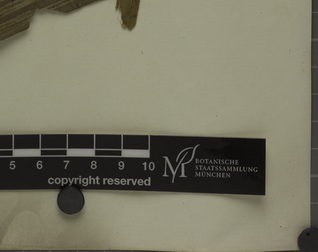 5 6 7 8 9 10
copyright reserved
M
BOTANISCHE
STAATSSAMMLUNG
MÜNCHEN